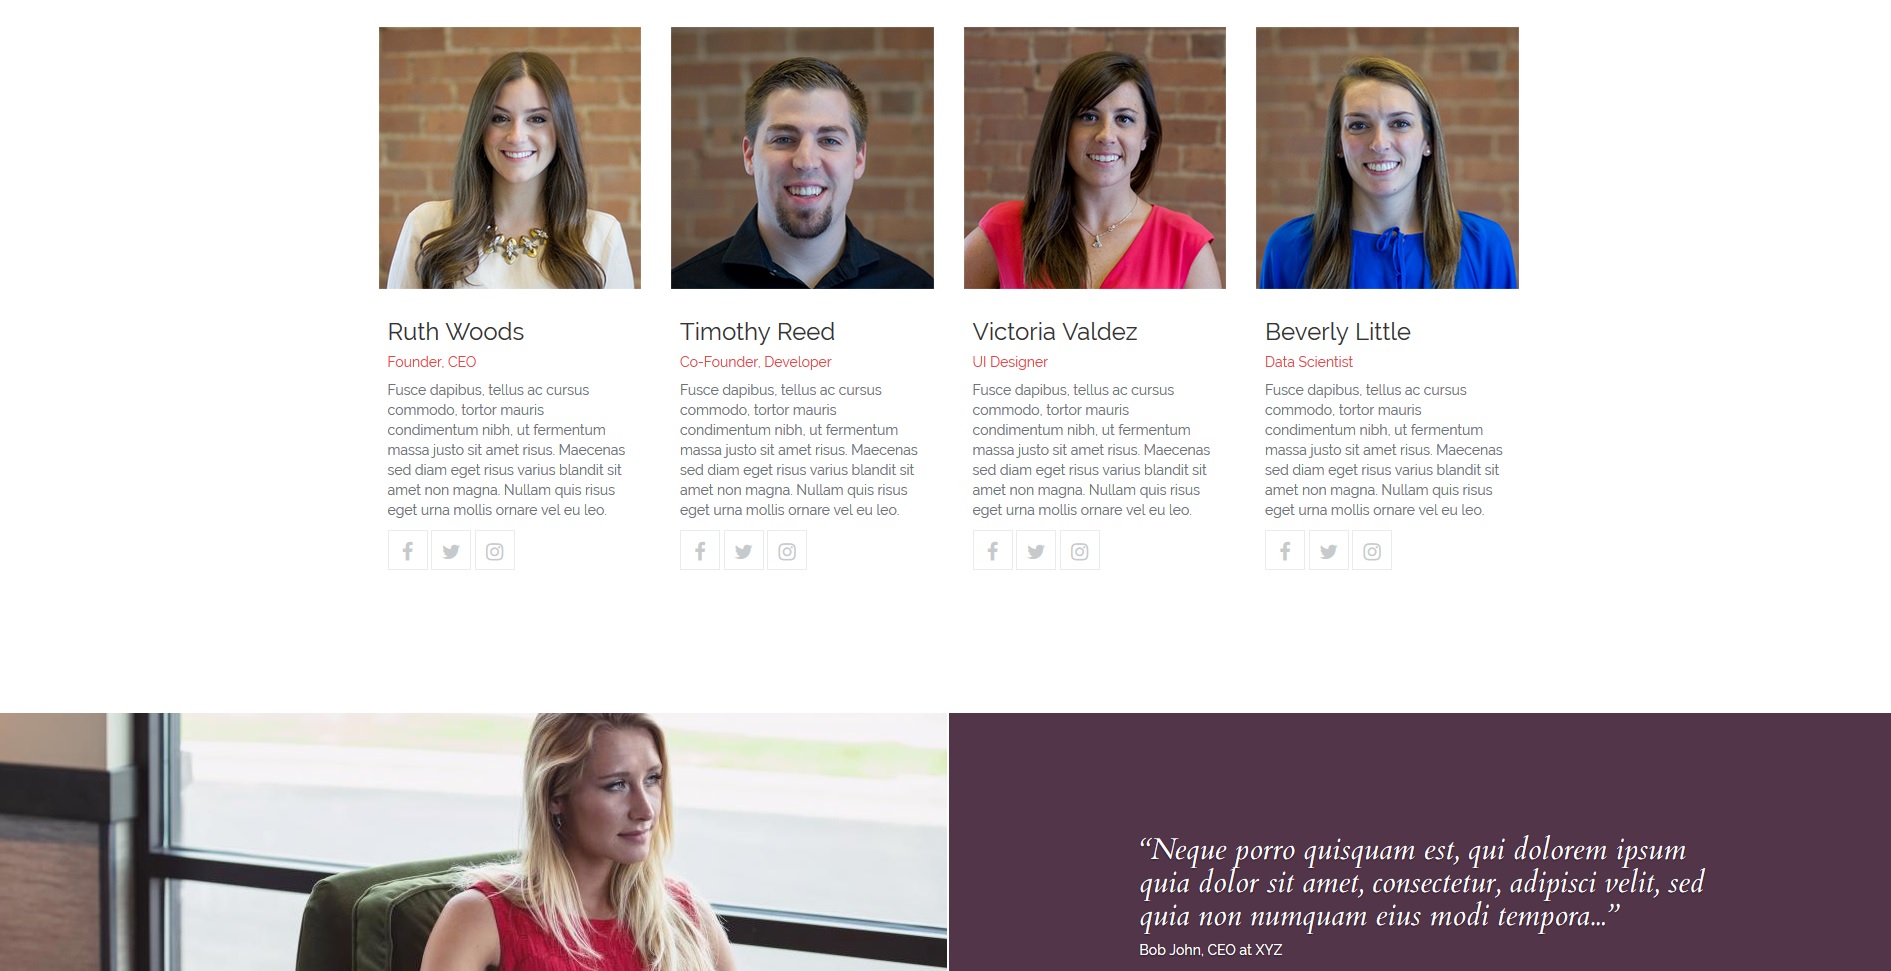 Ruth Woods
Founder, CEO
Fusce dapibus, tellus ac cursus
commodo, tortor mauris
condimentum nibh, ut fermentum
massa justo sit amet risus. Maecenas
sed diam eget risus varius blandit sit
amet non magna. Nullam quis risus
eget urna mollis ornare vel eu leo.
Timothy Reed
Co-Founder, Developer
Fusce dapibus, tellus ac cursus
commodo, tortor mauris
condimentum nibh, ut fermentum
massa justo sit amet risus. Maecenas
sed diam eget risus varius blandit sit
amet non magna. Nullam quis risus
eget urna mollis ornare vel eu leo.
Victoria Valdez
UI Designer
Fusce dapibus, tellus ac cursus
commodo, tortor mauris
condimentum nibh, ut fermentum
massa justo sit amet risus. Maecenas
sed diam eget risus varius blandit sit
amet non magna. Nullam quis risus
eget urna mollis ornare vel eu leo.
Beverly Little
Data Scientist
Fusce dapibus, tellus ac cursus
commodo, tortor mauris
condimentum nibh, ut fermentum
massa justo sit amet risus. Maecenas
sed diam eget risus varius blandit sit
amet non magna. Nullam quis risus
eget urna mollis ornare vel eu leo.
“Neque porro quisquam est, qui dolorem ipsum
quia dolor sit amet, consectetur, adipisci velit, sed
quia non numquam eius modi tempora...”
Bob John, CEO at XYZ